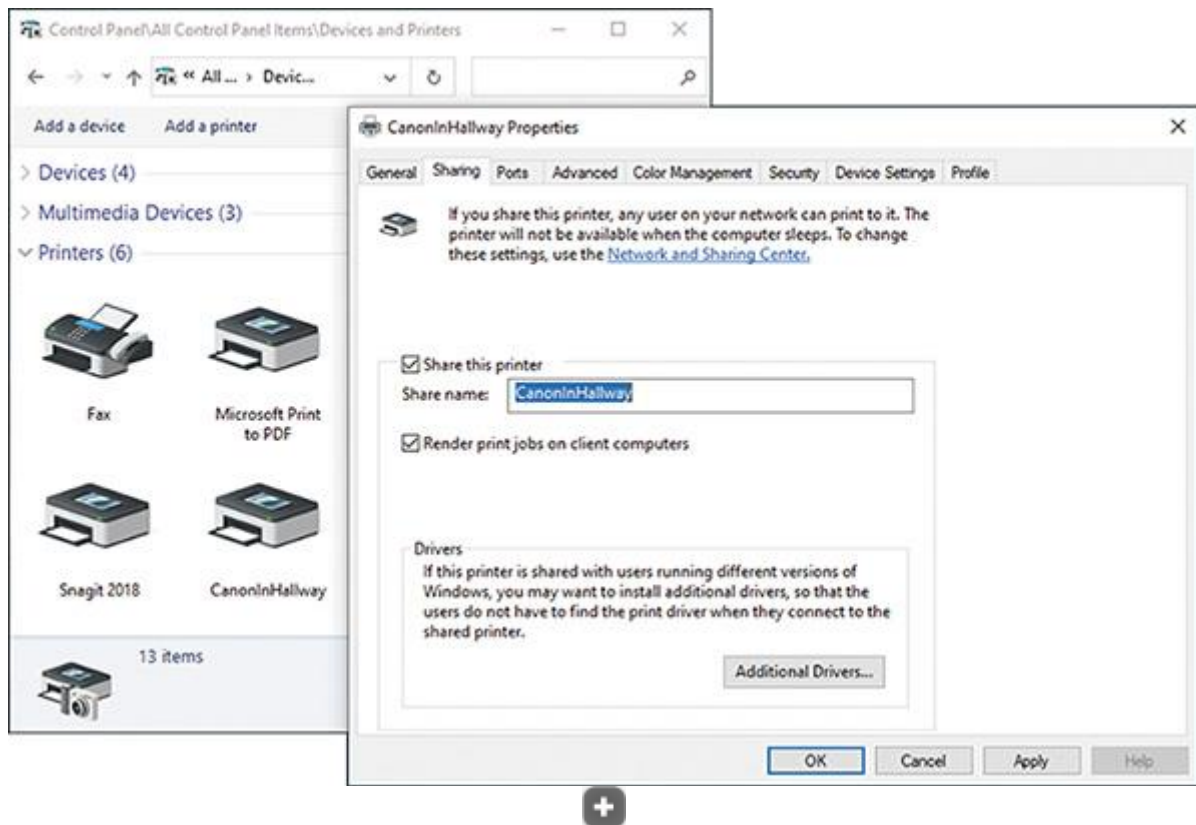 Control Panel\All Control Panel Items\Devices and Printers
« All ... › Devic...
Add a device Add a printer
Devices (4)
Multimedia Devices (3)
Printers (6)
Fax
Microsoft Print
to PDF
Snagit 2018
CanonInHallway
13 items
CanonInHallway Properties
General Sharing Ports Advanced Color Management Security Device Settings Profile
If you share this printer, any user on your network can print to it. The
printer will not be available when the computer sleeps. To change
these settings, use the Network and Sharing Center.
Share this printer
Share name: CanonInHallway
Render print jobs on client computers
Drivers
If this printer is shared with users running different versions of
Windows, you may want to install additional drivers, so that the
users do not have to find the print driver when they connect to the
shared printer.
Additional Drivers...
OK Cancel Apply Help